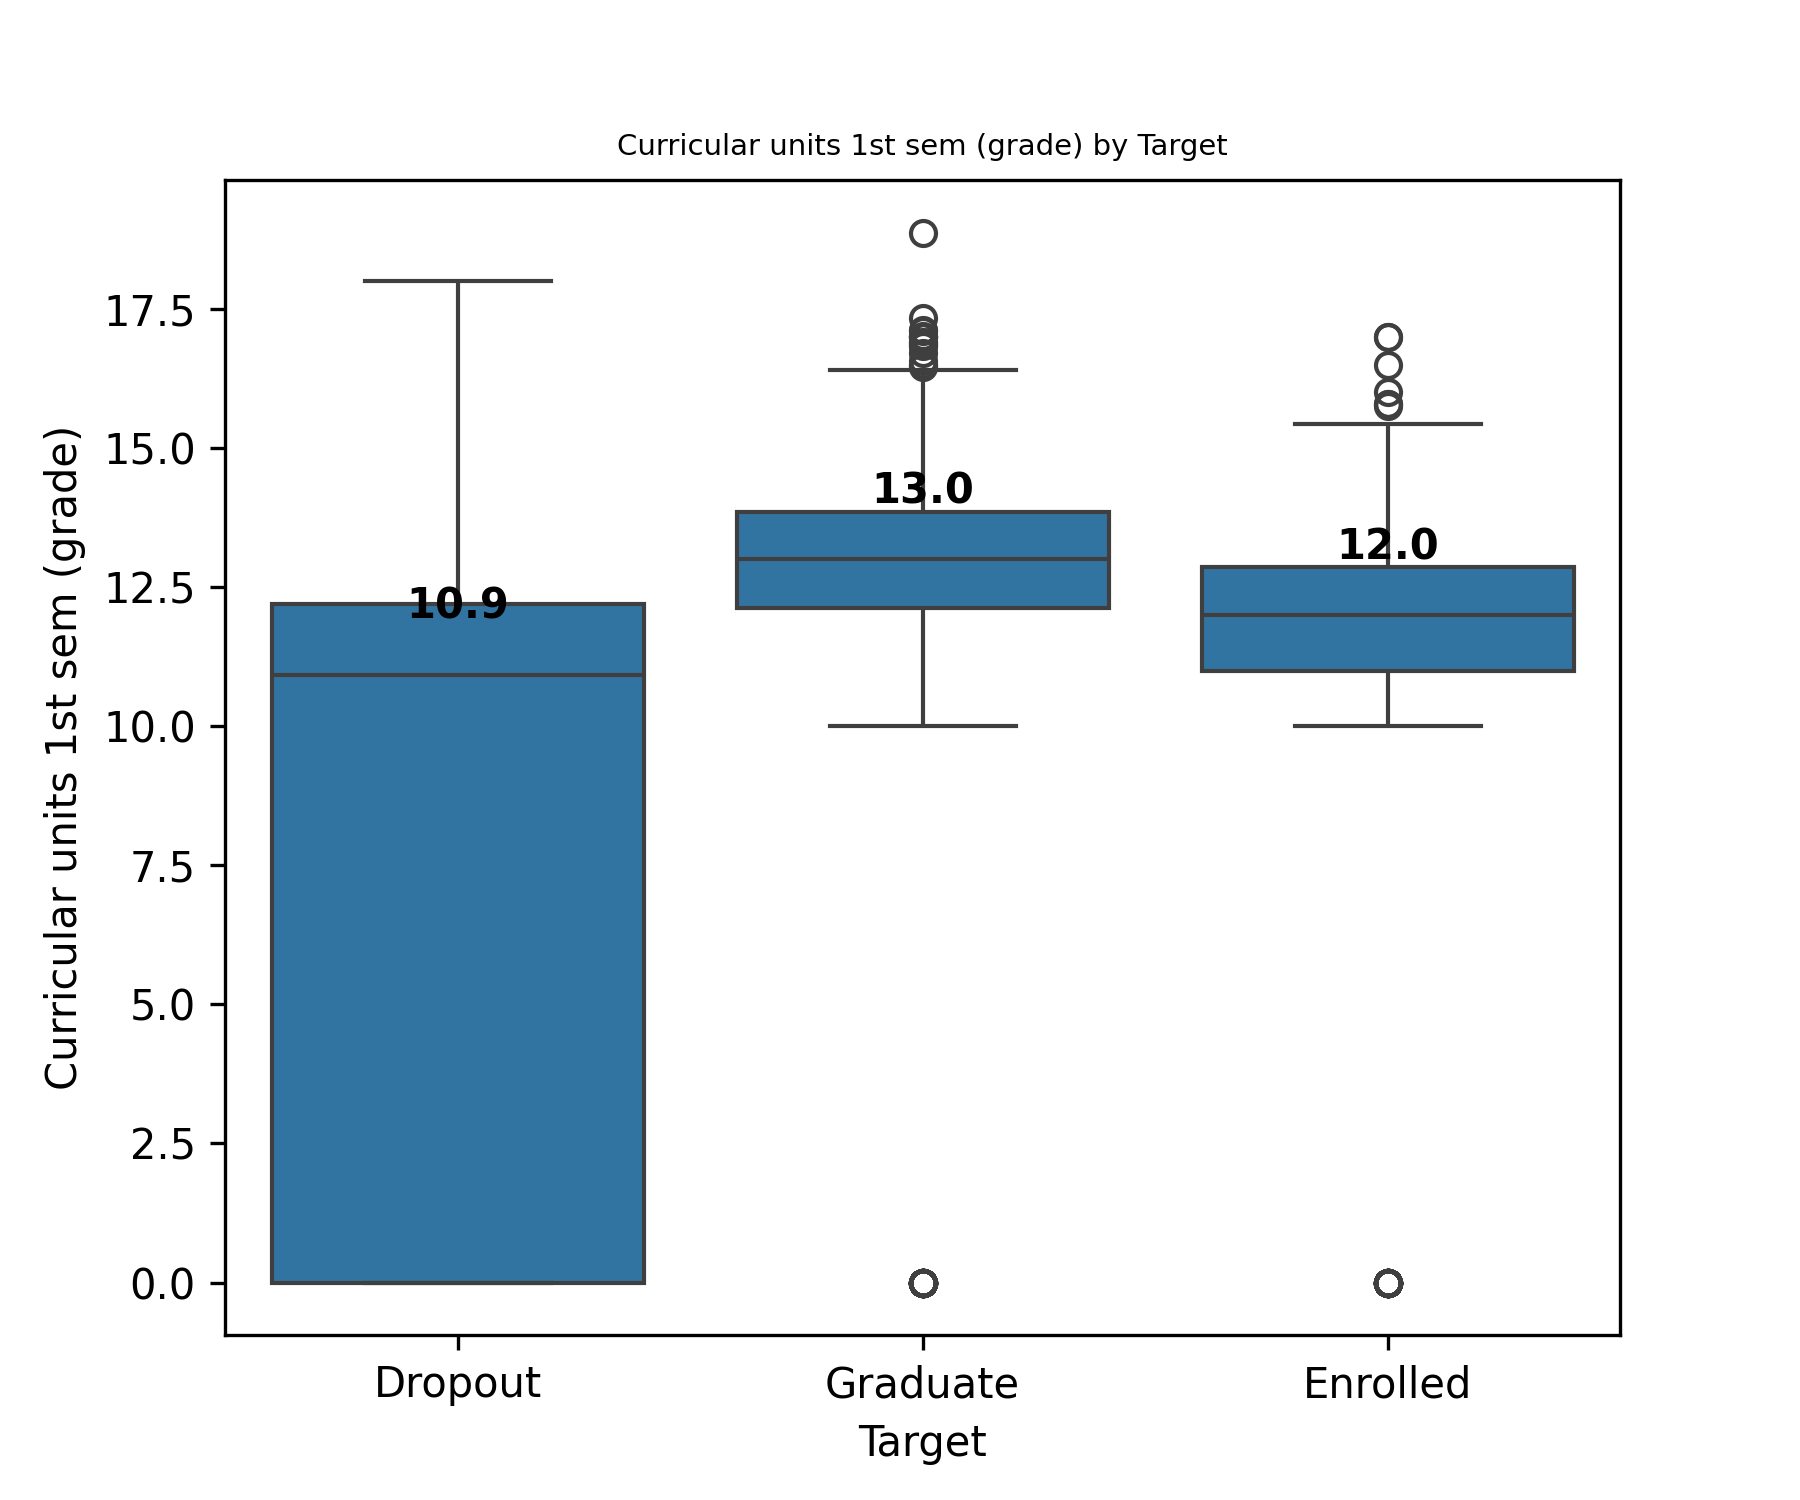 Curricular units 1st sem (grade) by Target
Curricular units 1st sem (grade)
17.5
15.0
12.5
10.0
7.5
5.0
2.5
0.0
10.9
13.0
12.0
Dropout
Graduate
Enrolled
Target